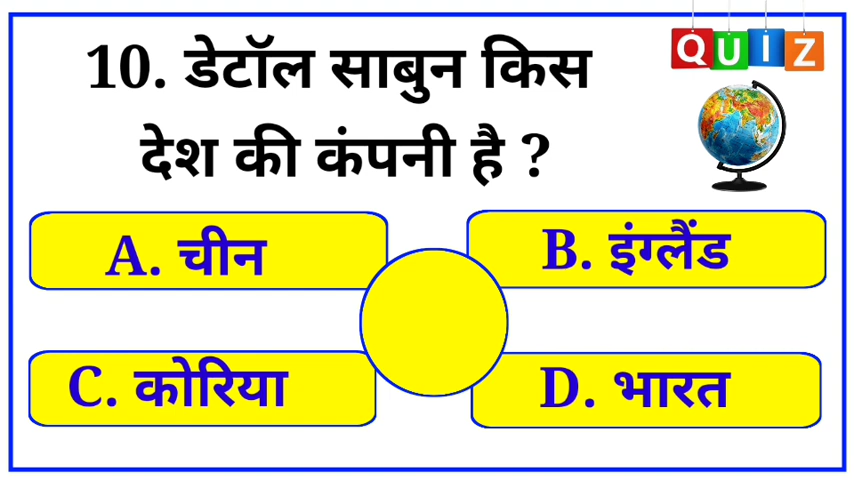 QUIZ
10. डेटॉल साबुन किस
देश की कंपनी है ?
A. चीन
B. इंग्लैंड
C. कोरिया
D. भारत